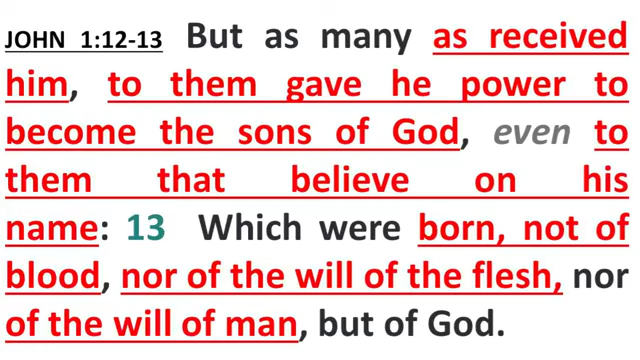 JOHN 1:12-13 But as many as received
him, to them gave he power to
become the sons of God, even to
them that believe on his
name: 13 Which were born, not of
blood, nor of the will of the flesh, nor
of the will of man, but of God.